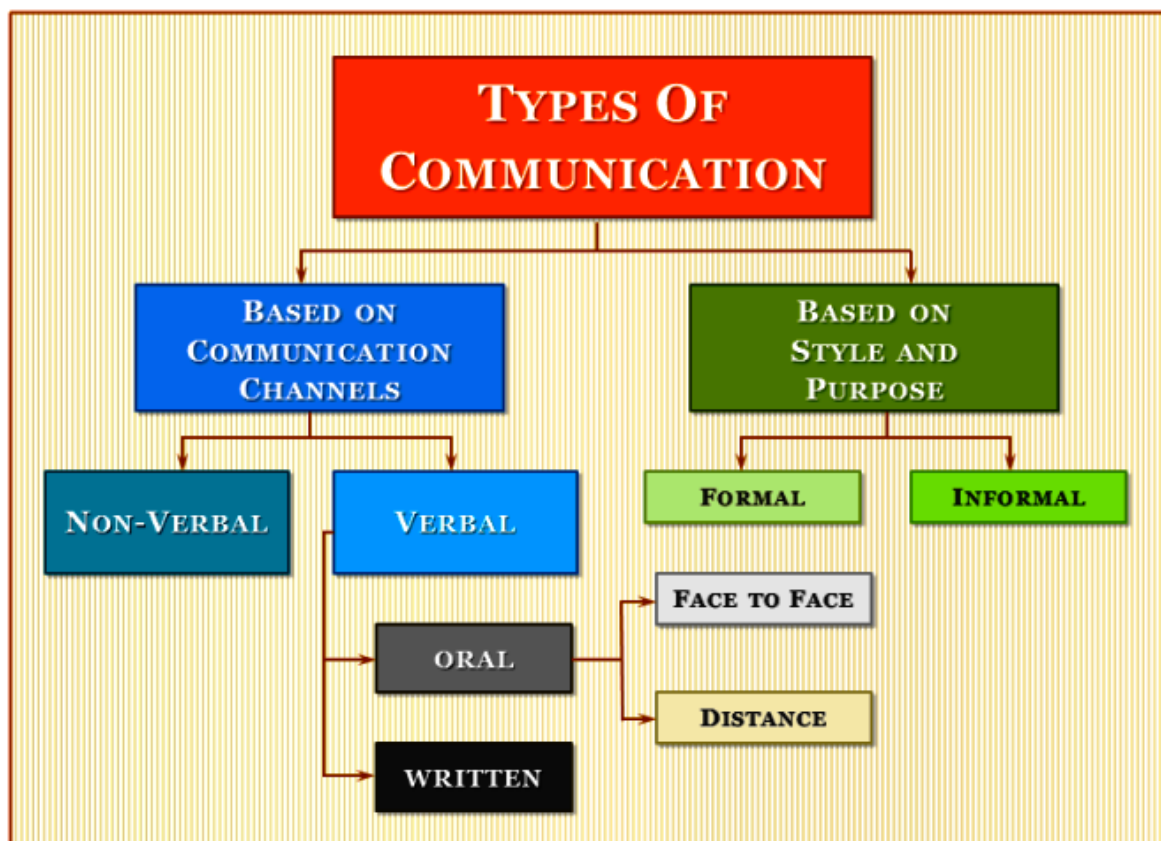 TYPES OF
COMMUNICATION
BASED ON
COMMUNICATION
CHANNELS
BASED ON
STYLE AND
PURPOSE
NON-VERBAL
VERBAL
FORMAL
INFORMAL
FACE TO FACE
ORAL
DISTANCE
WRITTEN